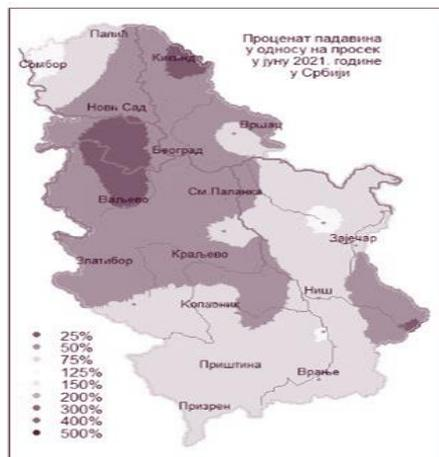 Проценат падавина
у односу на просек
у јуну 2021. године
у Србији
Палић
Сомбор
Кикинда
Нови Сад
Вршац
Београд
Ваљево
См.Паланка
Зајечар
Златибор
Краљево
Копаоник
Ниш
Приштина
Врање
Призрен
25%
50%
75%
125%
150%
200%
300%
400%
500%